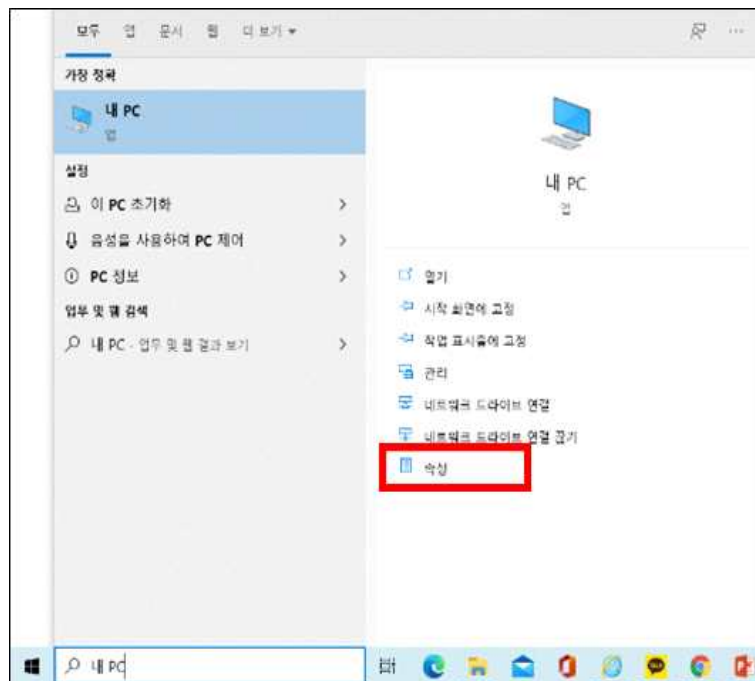 모두 앱 문서 웹 더 보기
가장 정확
내 PC
앱
설정
이 PC 초기화
음성을 사용하여 PC 제어
PC 정보
업무 및 웹 검색
내 PC - 업무 및 웹 결과 보기
내 PC
앱
열기
시작 화면에 고정
작업 표시줄에 고정
관리
네트워크 드라이브 연결
네트워크 드라이브 연결 끊기
속성
내 PC